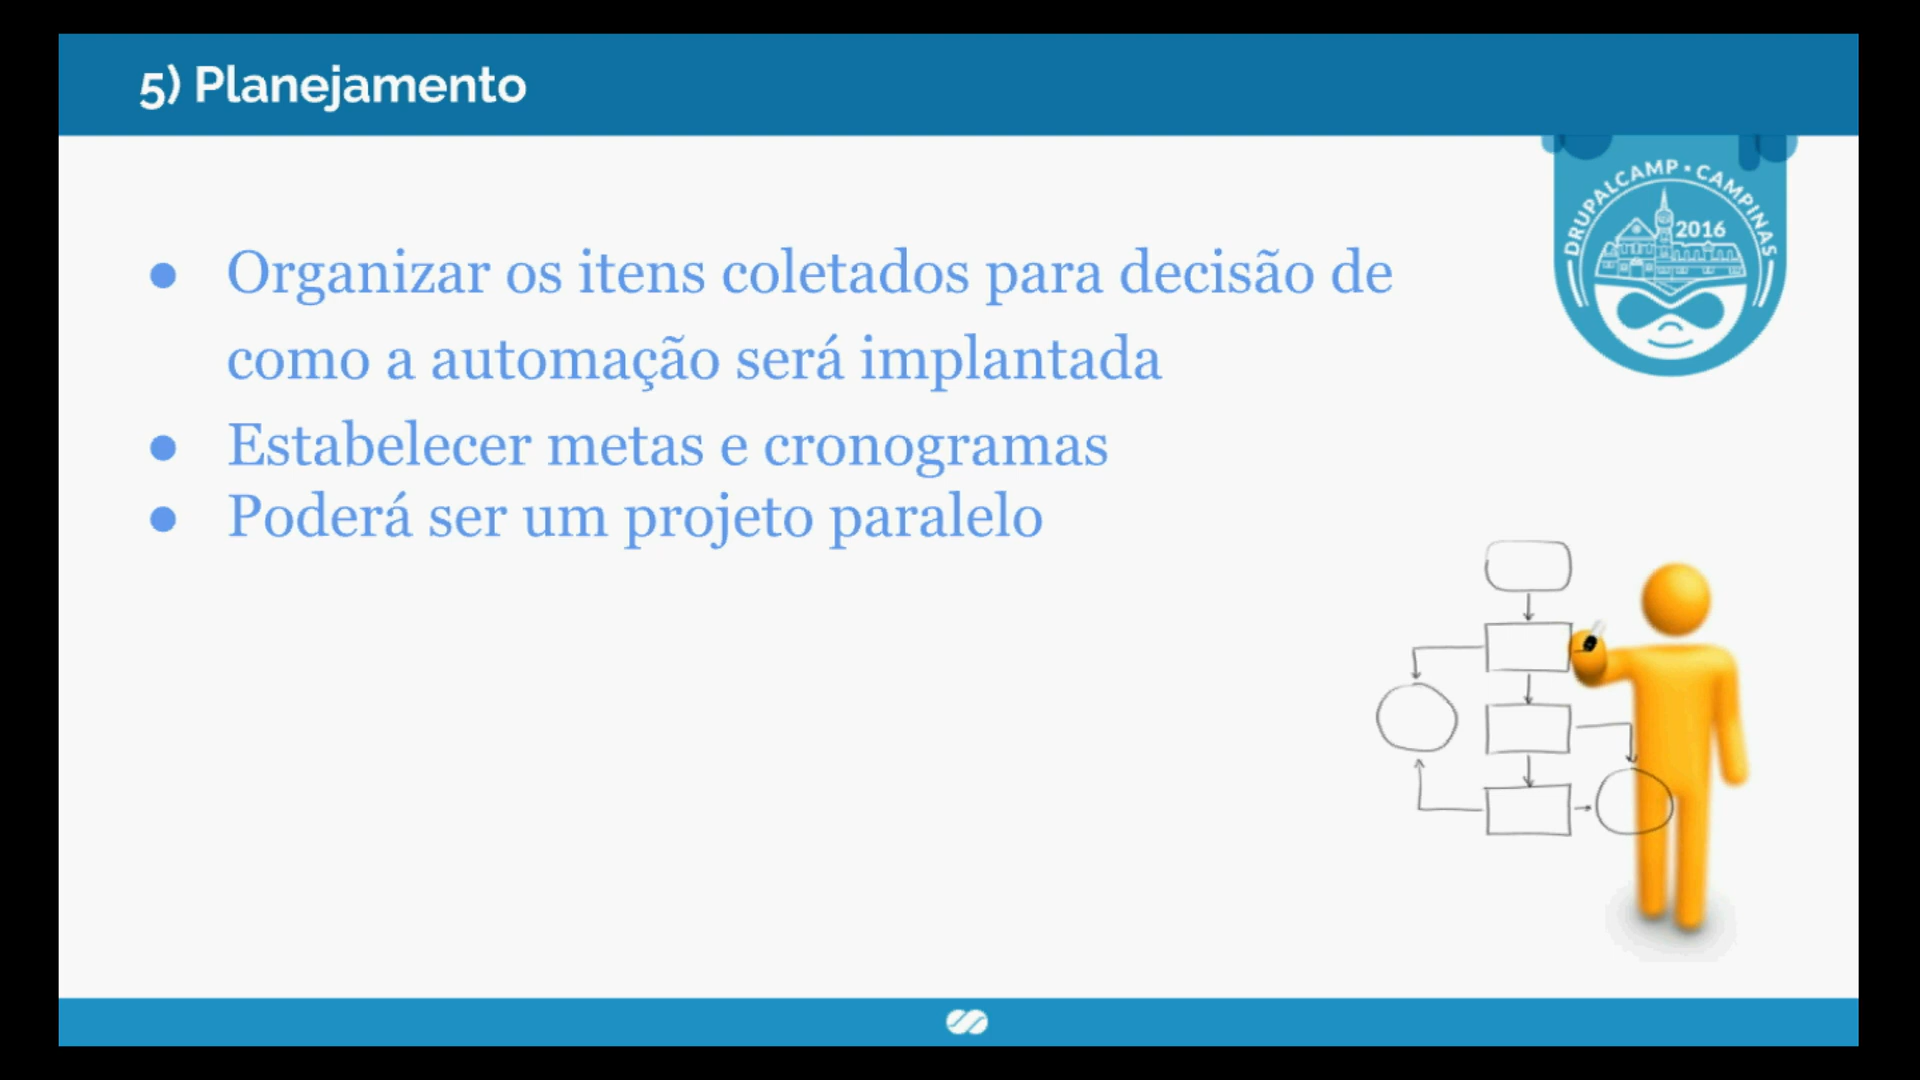 5) Planejamento
DRUPALCAMP • CAMPINAS
2016
● Organizar os itens coletados para decisão de
como a automação será implantada
● Estabelecer metas e cronogramas
● Poderá ser um projeto paralelo